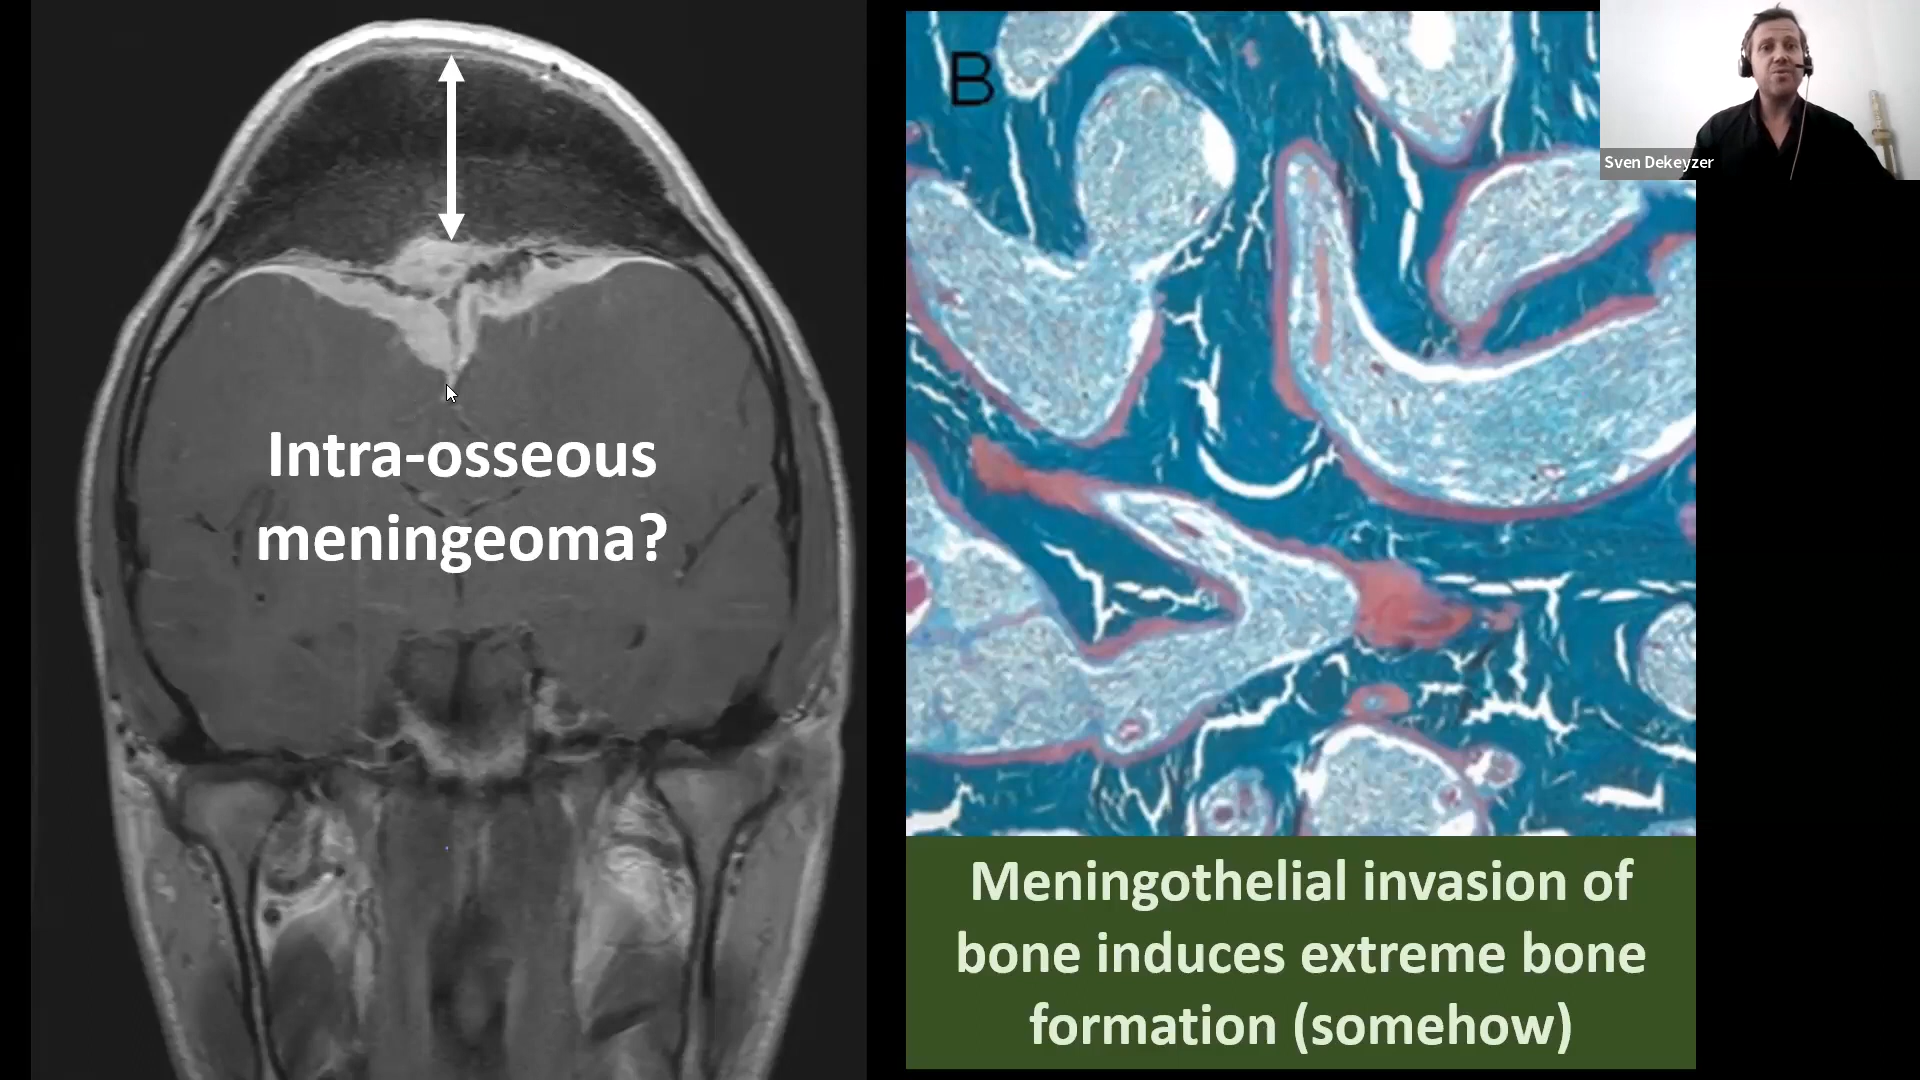 Intra-osseous
meningeoma?
B
Sven Dekeyzer
Meningothelial invasion of
bone induces extreme bone
formation (somehow)